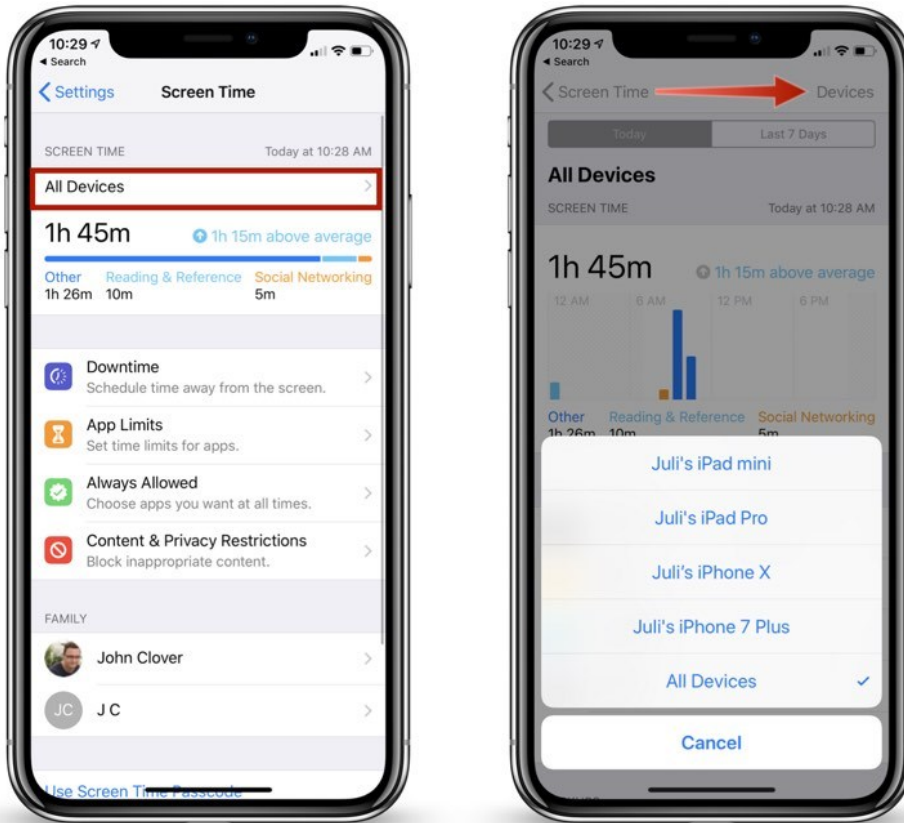 10:29
Search
Settings
Screen Time
SCREEN TIME
Today at 10:28 AM
All Devices
1h 45m
1h 15m above average
Other
Reading & Reference
Social Networking
1h 26m
10m
5m
Downtime
Schedule time away from the screen.
App Limits
Set time limits for apps.
Always Allowed
Choose apps you want at all times.
Content & Privacy Restrictions
Block inappropriate content.
FAMILY
John Clover
JC
J C
Use Screen Time Passcode
10:29
Search
Screen Time
Devices
Today
Last 7 Days
All Devices
SCREEN TIME
Today at 10:28 AM
1h 45m
1h 15m above average
12 AM
6 AM
12 PM
6 PM
Other
Reading & Reference
Social Networking
1h 26m
10m
5m
Juli's iPad mini
Juli's iPad Pro
Juli's iPhone X
Juli's iPhone 7 Plus
All Devices
Cancel